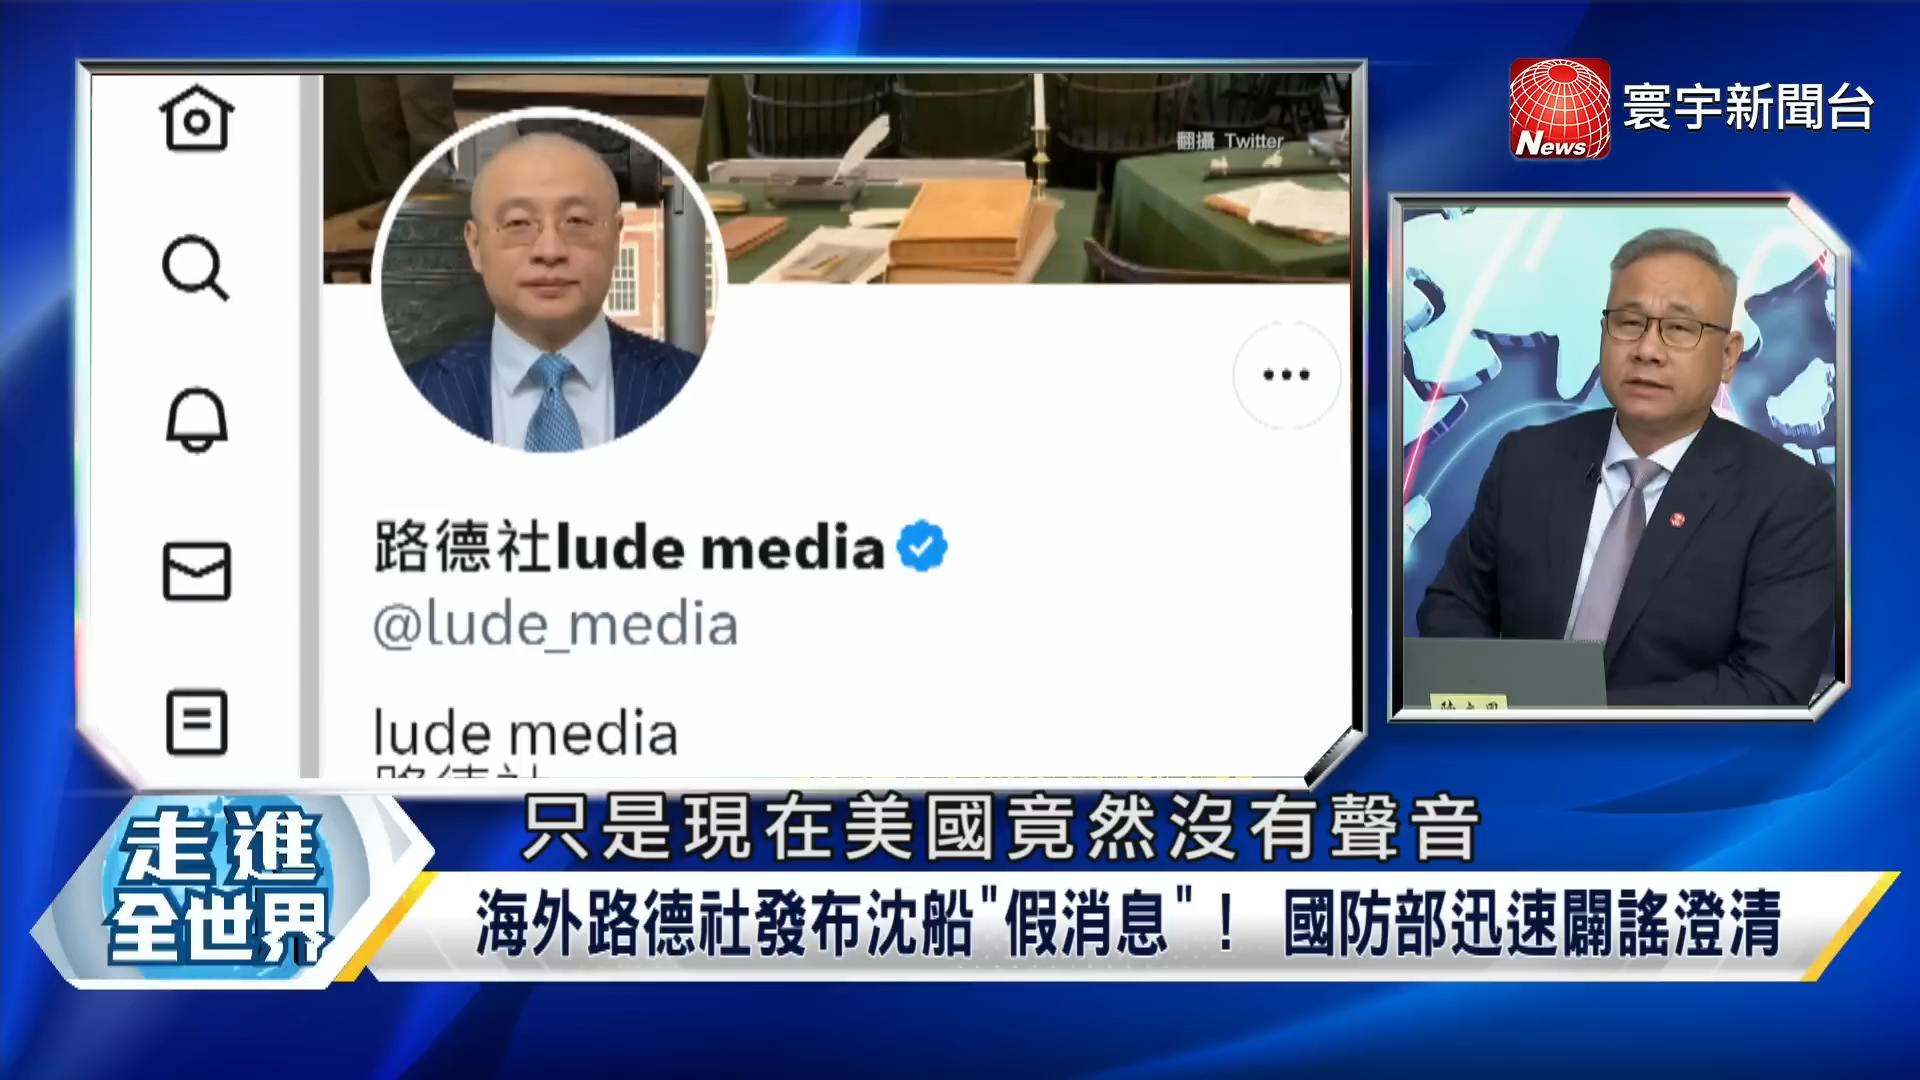 翻攝 Twitter
News
寰宇新聞台
路德社lude media
@lude_media
lude media
路德社
只是現在美國竟然沒有聲音
走進
全世界
海外路德社發布沈船"假消息"! 國防部迅速闢謠澄清